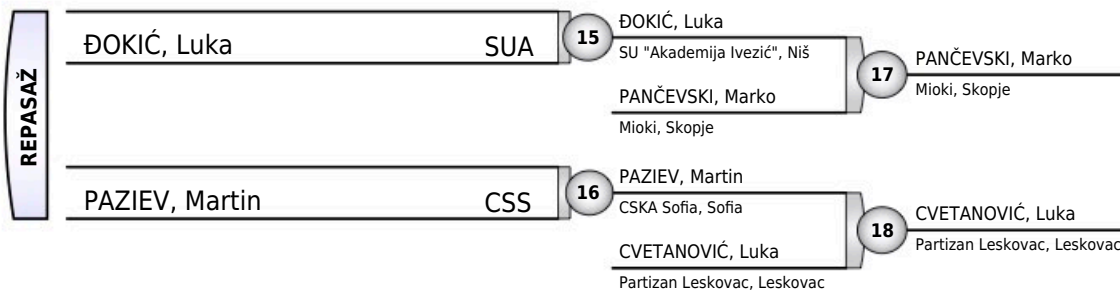 REPASAŽ
ĐOKIĆ, Luka SUA
15
ĐOKIĆ, Luka
SU "Akademija Ivezić", Niš
PANČEVSKI, Marko
Mioki, Skopje
17
PANČEVSKI, Marko
Mioki, Skopje
PAZIEV, Martin CSS
16
PAZIEV, Martin
CSKA Sofia, Sofia
CVETANOVIĆ, Luka
Partizan Leskovac, Leskovac
18
CVETANOVIĆ, Luka
Partizan Leskovac, Leskovac